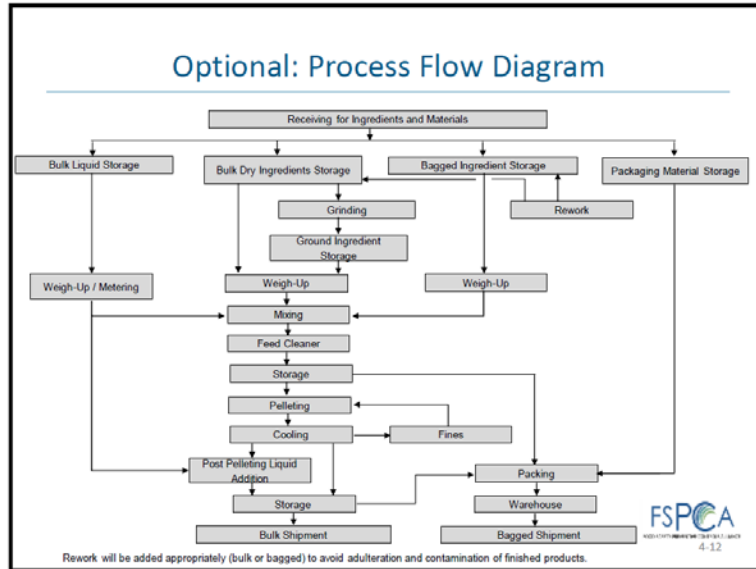 Optional: Process Flow Diagram
Receiving for Ingredients and Materials
Bulk Liquid Storage
Bulk Dry Ingredients Storage
Bagged Ingredient Storage
Packaging Material Storage
Grinding
Rework
Ground Ingredient
Storage
Weigh-Up / Metering
Weigh-Up
Weigh-Up
Mixing
Feed Cleaner
Storage
Pelleting
Cooling
Fines
Post Pelleting Liquid
Addition
Packing
Storage
Warehouse
Bulk Shipment
Bagged Shipment
FSPCA
4-12
Rework will be added appropriately (bulk or bagged) to avoid adulteration and contamination of finished products.